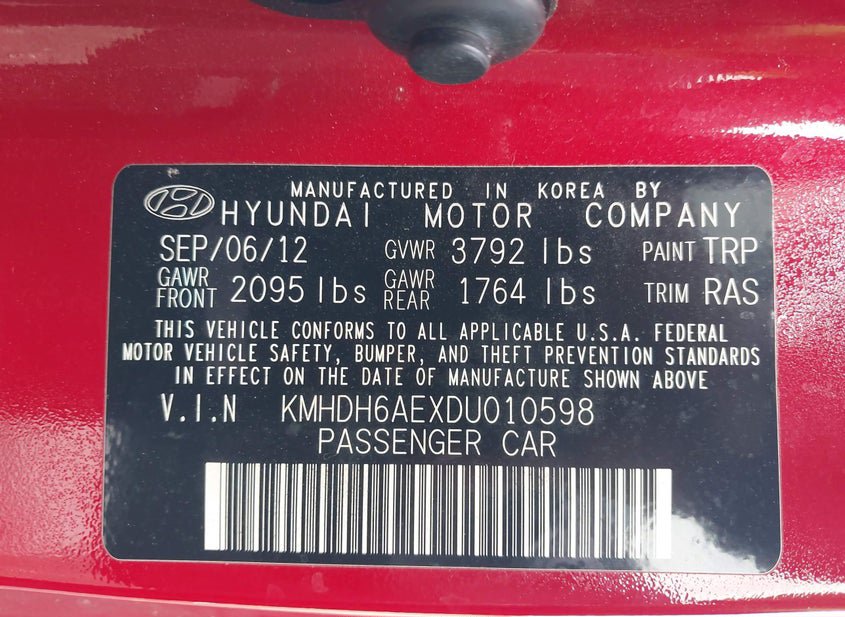 MANUFACTURED IN KOREA BY
HYUNDAI MOTOR COMPANY
SEP/06/12 GVWR 3792 lbs PAINT TRP
GAWR FRONT 2095 lbs GAWR REAR 1764 lbs TRIM RAS
THIS VEHICLE CONFORMS TO ALL APPLICABLE U.S.A. FEDERAL
MOTOR VEHICLE SAFETY, BUMPER, AND THEFT PREVENTION STANDARDS
IN EFFECT ON THE DATE OF MANUFACTURE SHOWN ABOVE
V.I.N KMHDH6AEXDU010598
PASSENGER CAR